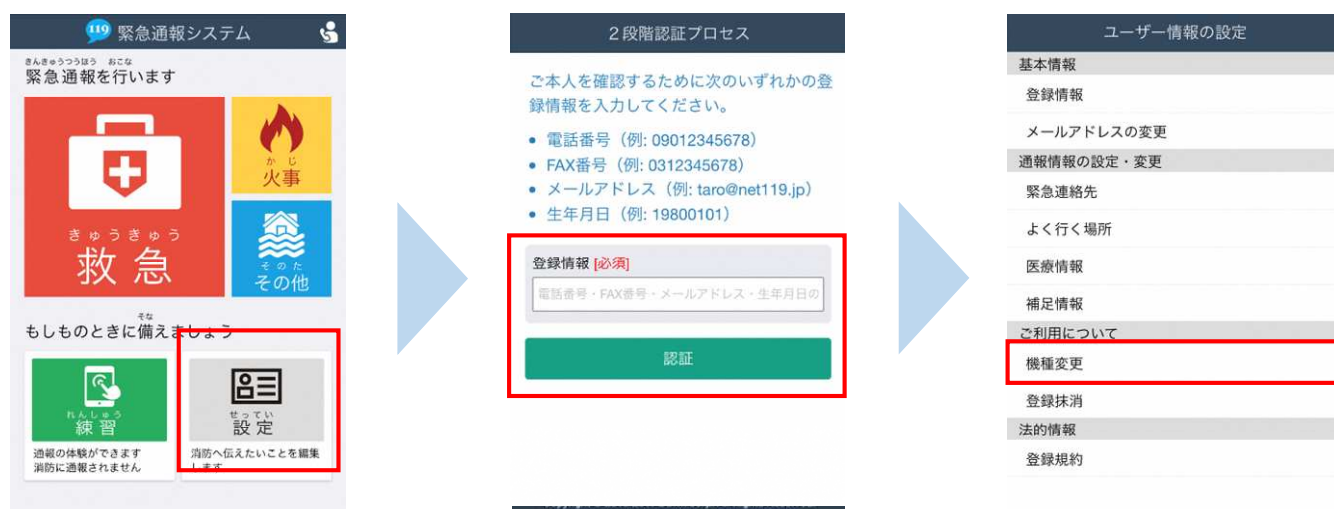 119 緊急通報システム
きんきゅうつうほう おこな
緊急通報を行います
きゅうきゅう
救急
かじ
火事
そのた
その他
そな
もしものときに備えましょう
れんしゅう
練習
通報の体験ができます
消防に通報されません
せってい
設定
消防へ伝えたいことを編集
します
2段階認証プロセス
ご本人を確認するために次のいずれかの登
録情報を入力してください。
• 電話番号（例: 09012345678）
• FAX番号（例: 0312345678）
• メールアドレス（例: taro@net119.jp）
• 生年月日（例: 19800101）
登録情報 [必須]
電話番号・FAX番号・メールアドレス・生年月日の
認証
ユーザー情報の設定
基本情報
登録情報
メールアドレスの変更
通報情報の設定・変更
緊急連絡先
よく行く場所
医療情報
補足情報
ご利用について
機種変更
登録抹消
法的情報
登録規約